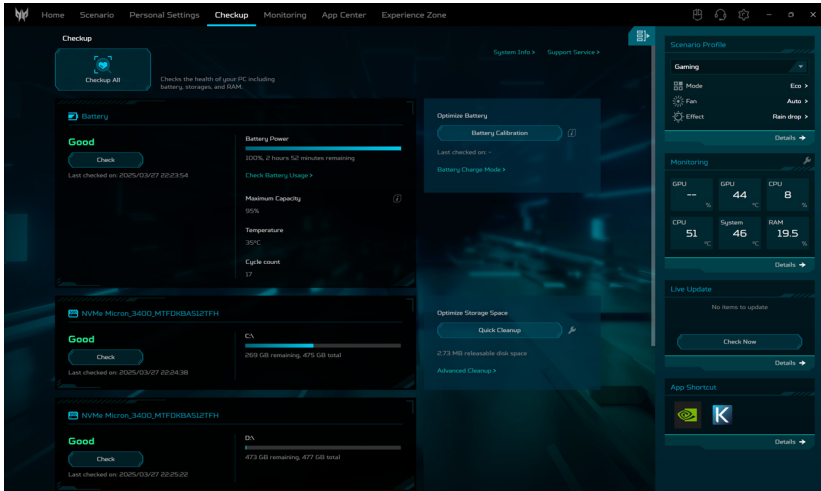 Home Scenario Personal Settings Checkup Monitoring App Center Experience Zone
Checkup
System Info > Support Service >
Checkup All
Checks the health of your PC including
battery, storages, and RAM.
Battery
Good
Check
Last checked on: 2025/03/27 22:23:54
Battery Power
100%, 2 hours 52 minutes remaining
Check Battery Usage >
Maximum Capacity
95%
Temperature
35°C
Cycle count
17
Optimize Battery
Battery Calibration
Last checked on: -
Battery Charge Mode >
NVMe Micron_3400_MTFDKBA512TFH
Good
Check
Last checked on: 2025/03/27 22:24:38
C:\
269 GB remaining, 475 GB total
Optimize Storage Space
Quick Cleanup
2.73 MB releasable disk space
Advanced Cleanup >
NVMe Micron_3400_MTFDKBA512TFH
Good
Check
Last checked on: 2025/03/27 22:25:22
D:\
473 GB remaining, 477 GB total
Scenario Profile
Gaming
Mode Eco >
Fan Auto >
Effect Rain drop >
Details
Monitoring
GPU -- %
GPU 44 °C
CPU 8 %
CPU 51 °C
System 46 °C
RAM 19.5 %
Details
Live Update
No items to update
Check Now
Details
App Shortcut
K
Details